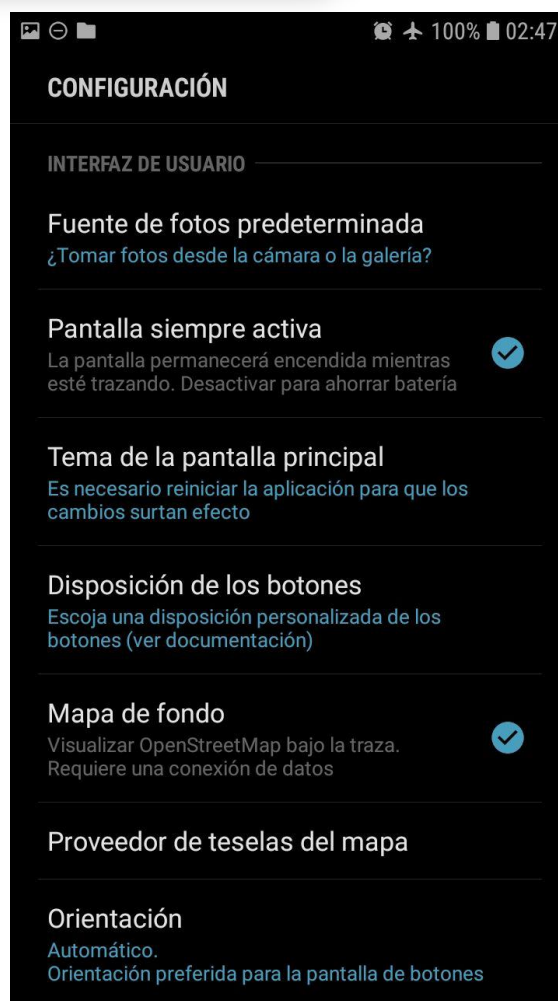 100% 02:47
CONFIGURACIÓN
INTERFAZ DE USUARIO
Fuente de fotos predeterminada
¿Tomar fotos desde la cámara o la galería?
Pantalla siempre activa
La pantalla permanecerá encendida mientras
esté trazando. Desactivar para ahorrar batería
Tema de la pantalla principal
Es necesario reiniciar la aplicación para que los
cambios surtan efecto
Disposición de los botones
Escoja una disposición personalizada de los
botones (ver documentación)
Mapa de fondo
Visualizar OpenStreetMap bajo la traza.
Requiere una conexión de datos
Proveedor de teselas del mapa
Orientación
Automático.
Orientación preferida para la pantalla de botones